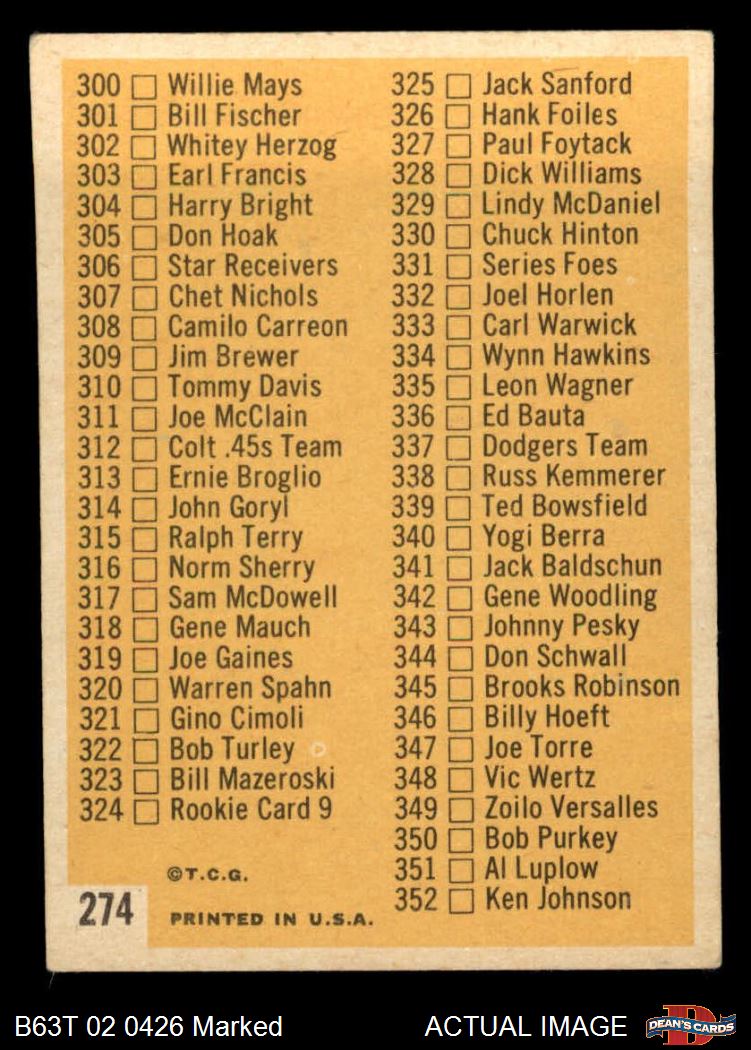 300 Willie Mays
301 Bill Fischer
302 Whitey Herzog
303 Earl Francis
304 Harry Bright
305 Don Hoak
306 Star Receivers
307 Chet Nichols
308 Camilo Carreon
309 Jim Brewer
310 Tommy Davis
311 Joe McClain
312 Colt .45s Team
313 Ernie Broglio
314 John Goryl
315 Ralph Terry
316 Norm Sherry
317 Sam McDowell
318 Gene Mauch
319 Joe Gaines
320 Warren Spahn
321 Gino Cimoli
322 Bob Turley
323 Bill Mazeroski
324 Rookie Card 9
325 Jack Sanford
326 Hank Foiles
327 Paul Foytack
328 Dick Williams
329 Lindy McDaniel
330 Chuck Hinton
331 Series Foes
332 Joel Horlen
333 Carl Warwick
334 Wynn Hawkins
335 Leon Wagner
336 Ed Bauta
337 Dodgers Team
338 Russ Kemmerer
339 Ted Bowsfield
340 Yogi Berra
341 Jack Baldschun
342 Gene Woodling
343 Johnny Pesky
344 Don Schwall
345 Brooks Robinson
346 Billy Hoeft
347 Joe Torre
348 Vic Wertz
349 Zoilo Versalles
350 Bob Purkey
351 Al Luplow
352 Ken Johnson
©T.C.G.
274
PRINTED IN U.S.A.
B63T 02 0426 Marked
ACTUAL IMAGE
D
DEAN'S CARDS